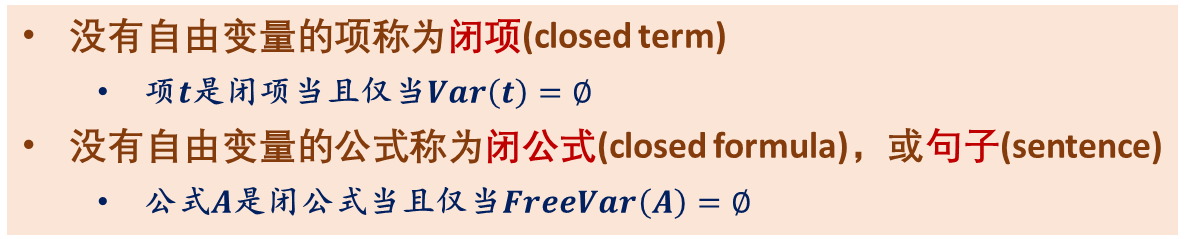 • 没有自由变量的项称为闭项(closed term)
• 项t是闭项当且仅当Var(t) = ∅
• 没有自由变量的公式称为闭公式(closed formula)，或句子(sentence)
• 公式A是闭公式当且仅当FreeVar(A) = ∅